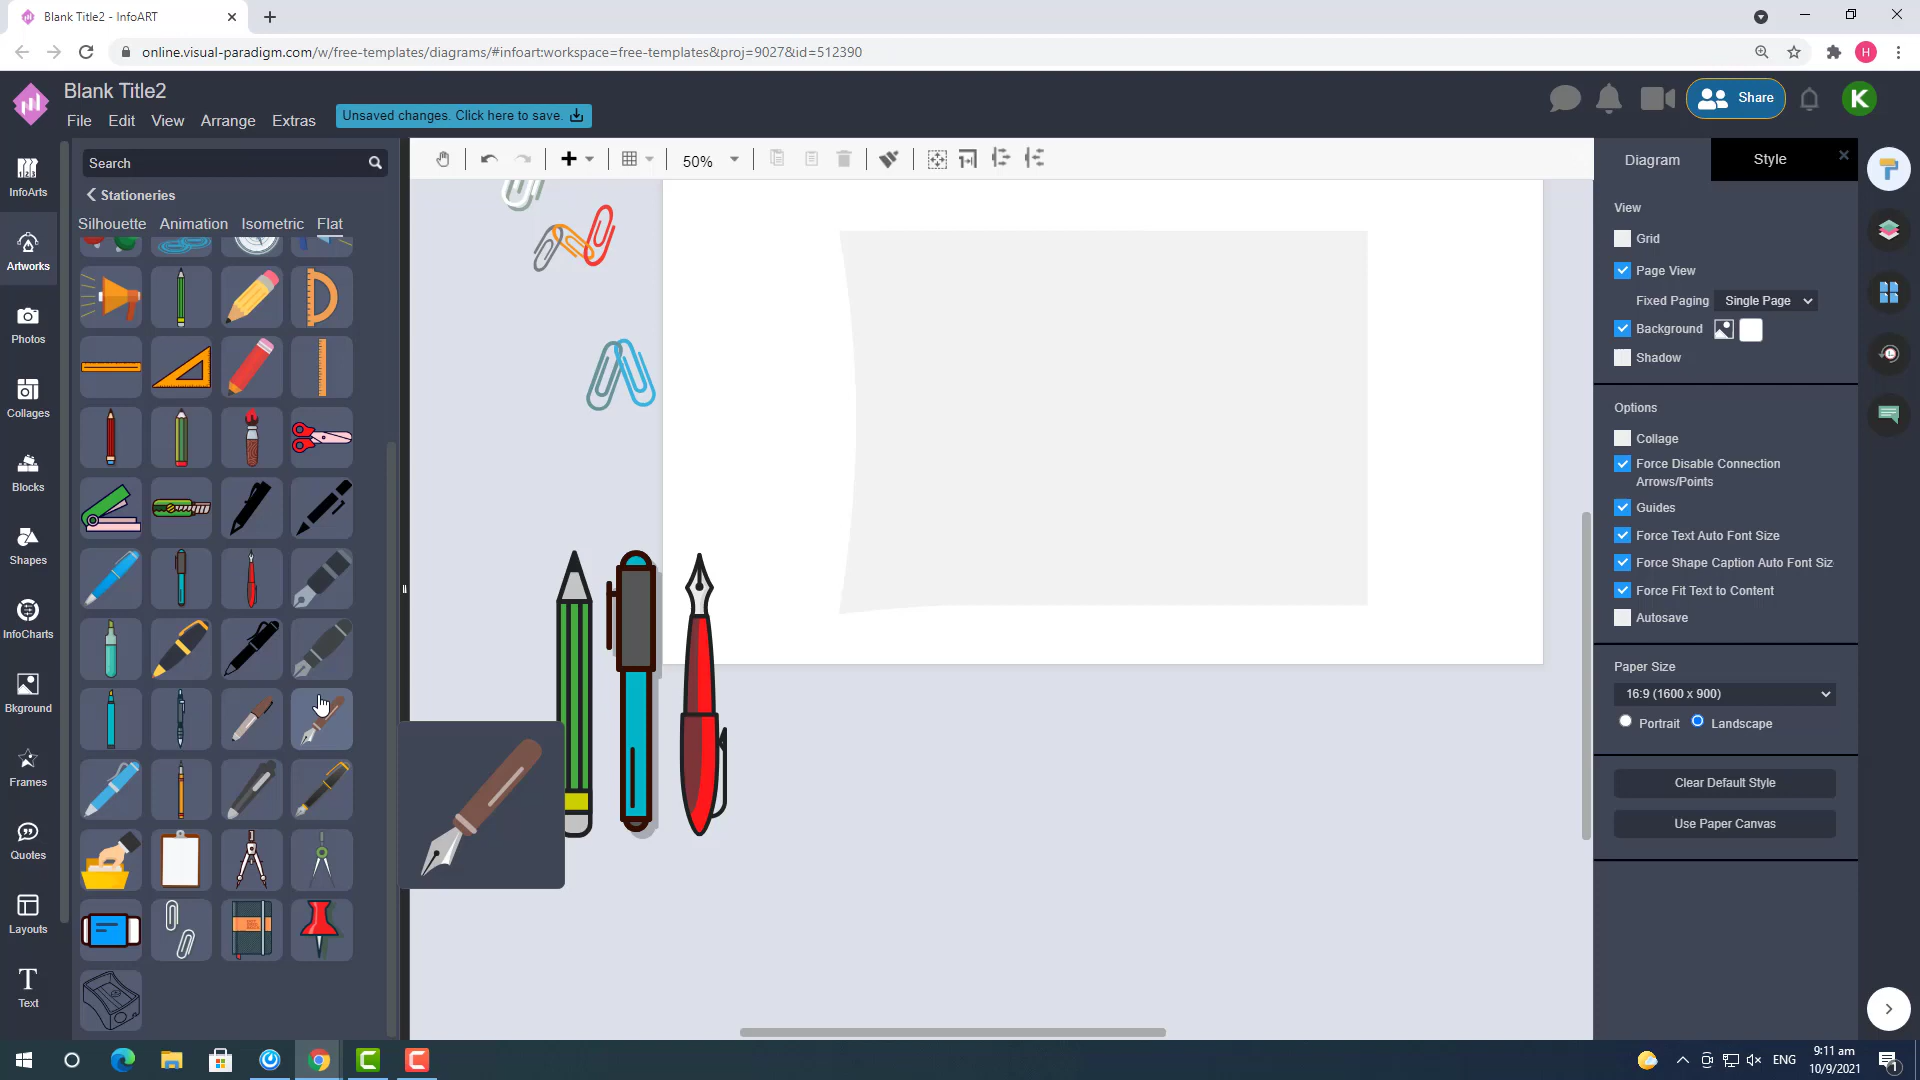 Blank Title2 - InfoART
online.visual-paradigm.com/w/free-templates/diagrams/#infoart:workspace=free-templates&proj=9027&id=512390
H
Blank Title2
File Edit View Arrange Extras
Unsaved changes. Click here to save.
Share
K
Search
Stationeries
Silhouette Animation Isometric Flat
InfoArts
Artworks
Photos
Collages
Blocks
Shapes
InfoCharts
Bkground
Frames
Quotes
Layouts
Text
50%
Diagram
Style
View
Grid
Page View
Fixed Paging Single Page
Background
Shadow
Options
Collage
Force Disable Connection
Arrows/Points
Guides
Force Text Auto Font Size
Force Shape Caption Auto Font Siz
Force Fit Text to Content
Autosave
Paper Size
16:9 (1600 x 900)
Portrait Landscape
Clear Default Style
Use Paper Canvas
ENG
9:11 am
10/9/2021
1